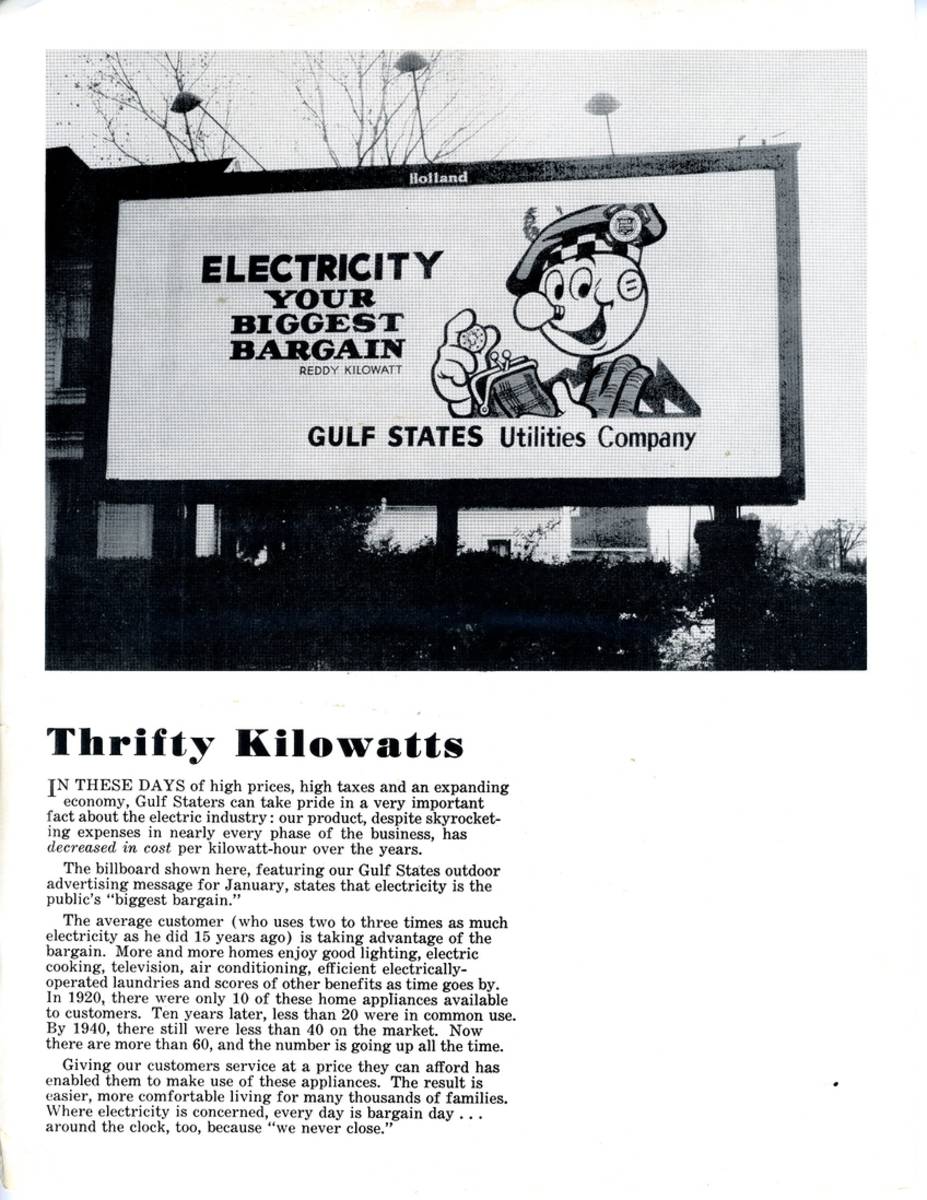 Holland
ELECTRICITY
YOUR
BIGGEST
BARGAIN
REDDY KILOWATT
GULF STATES Utilities Company
Thrifty Kilowatts
IN THESE DAYS of high prices, high taxes and an expanding
economy, Gulf Staters can take pride in a very important
fact about the electric industry: our product, despite skyrocket-
ing expenses in nearly every phase of the business, has
decreased in cost per kilowatt-hour over the years.
The billboard shown here, featuring our Gulf States outdoor
advertising message for January, states that electricity is the
public's "biggest bargain."
The average customer (who uses two to three times as much
electricity as he did 15 years ago) is taking advantage of the
bargain. More and more homes enjoy good lighting, electric
cooking, television, air conditioning, efficient electrically-
operated laundries and scores of other benefits as time goes by.
In 1920, there were only 10 of these home appliances available
to customers. Ten years later, less than 20 were in common use.
By 1940, there still were less than 40 on the market. Now
there are more than 60, and the number is going up all the time.
Giving our customers service at a price they can afford has
enabled them to make use of these appliances. The result is
easier, more comfortable living for many thousands of families.
Where electricity is concerned, every day is bargain day . . .
around the clock, too, because "we never close."